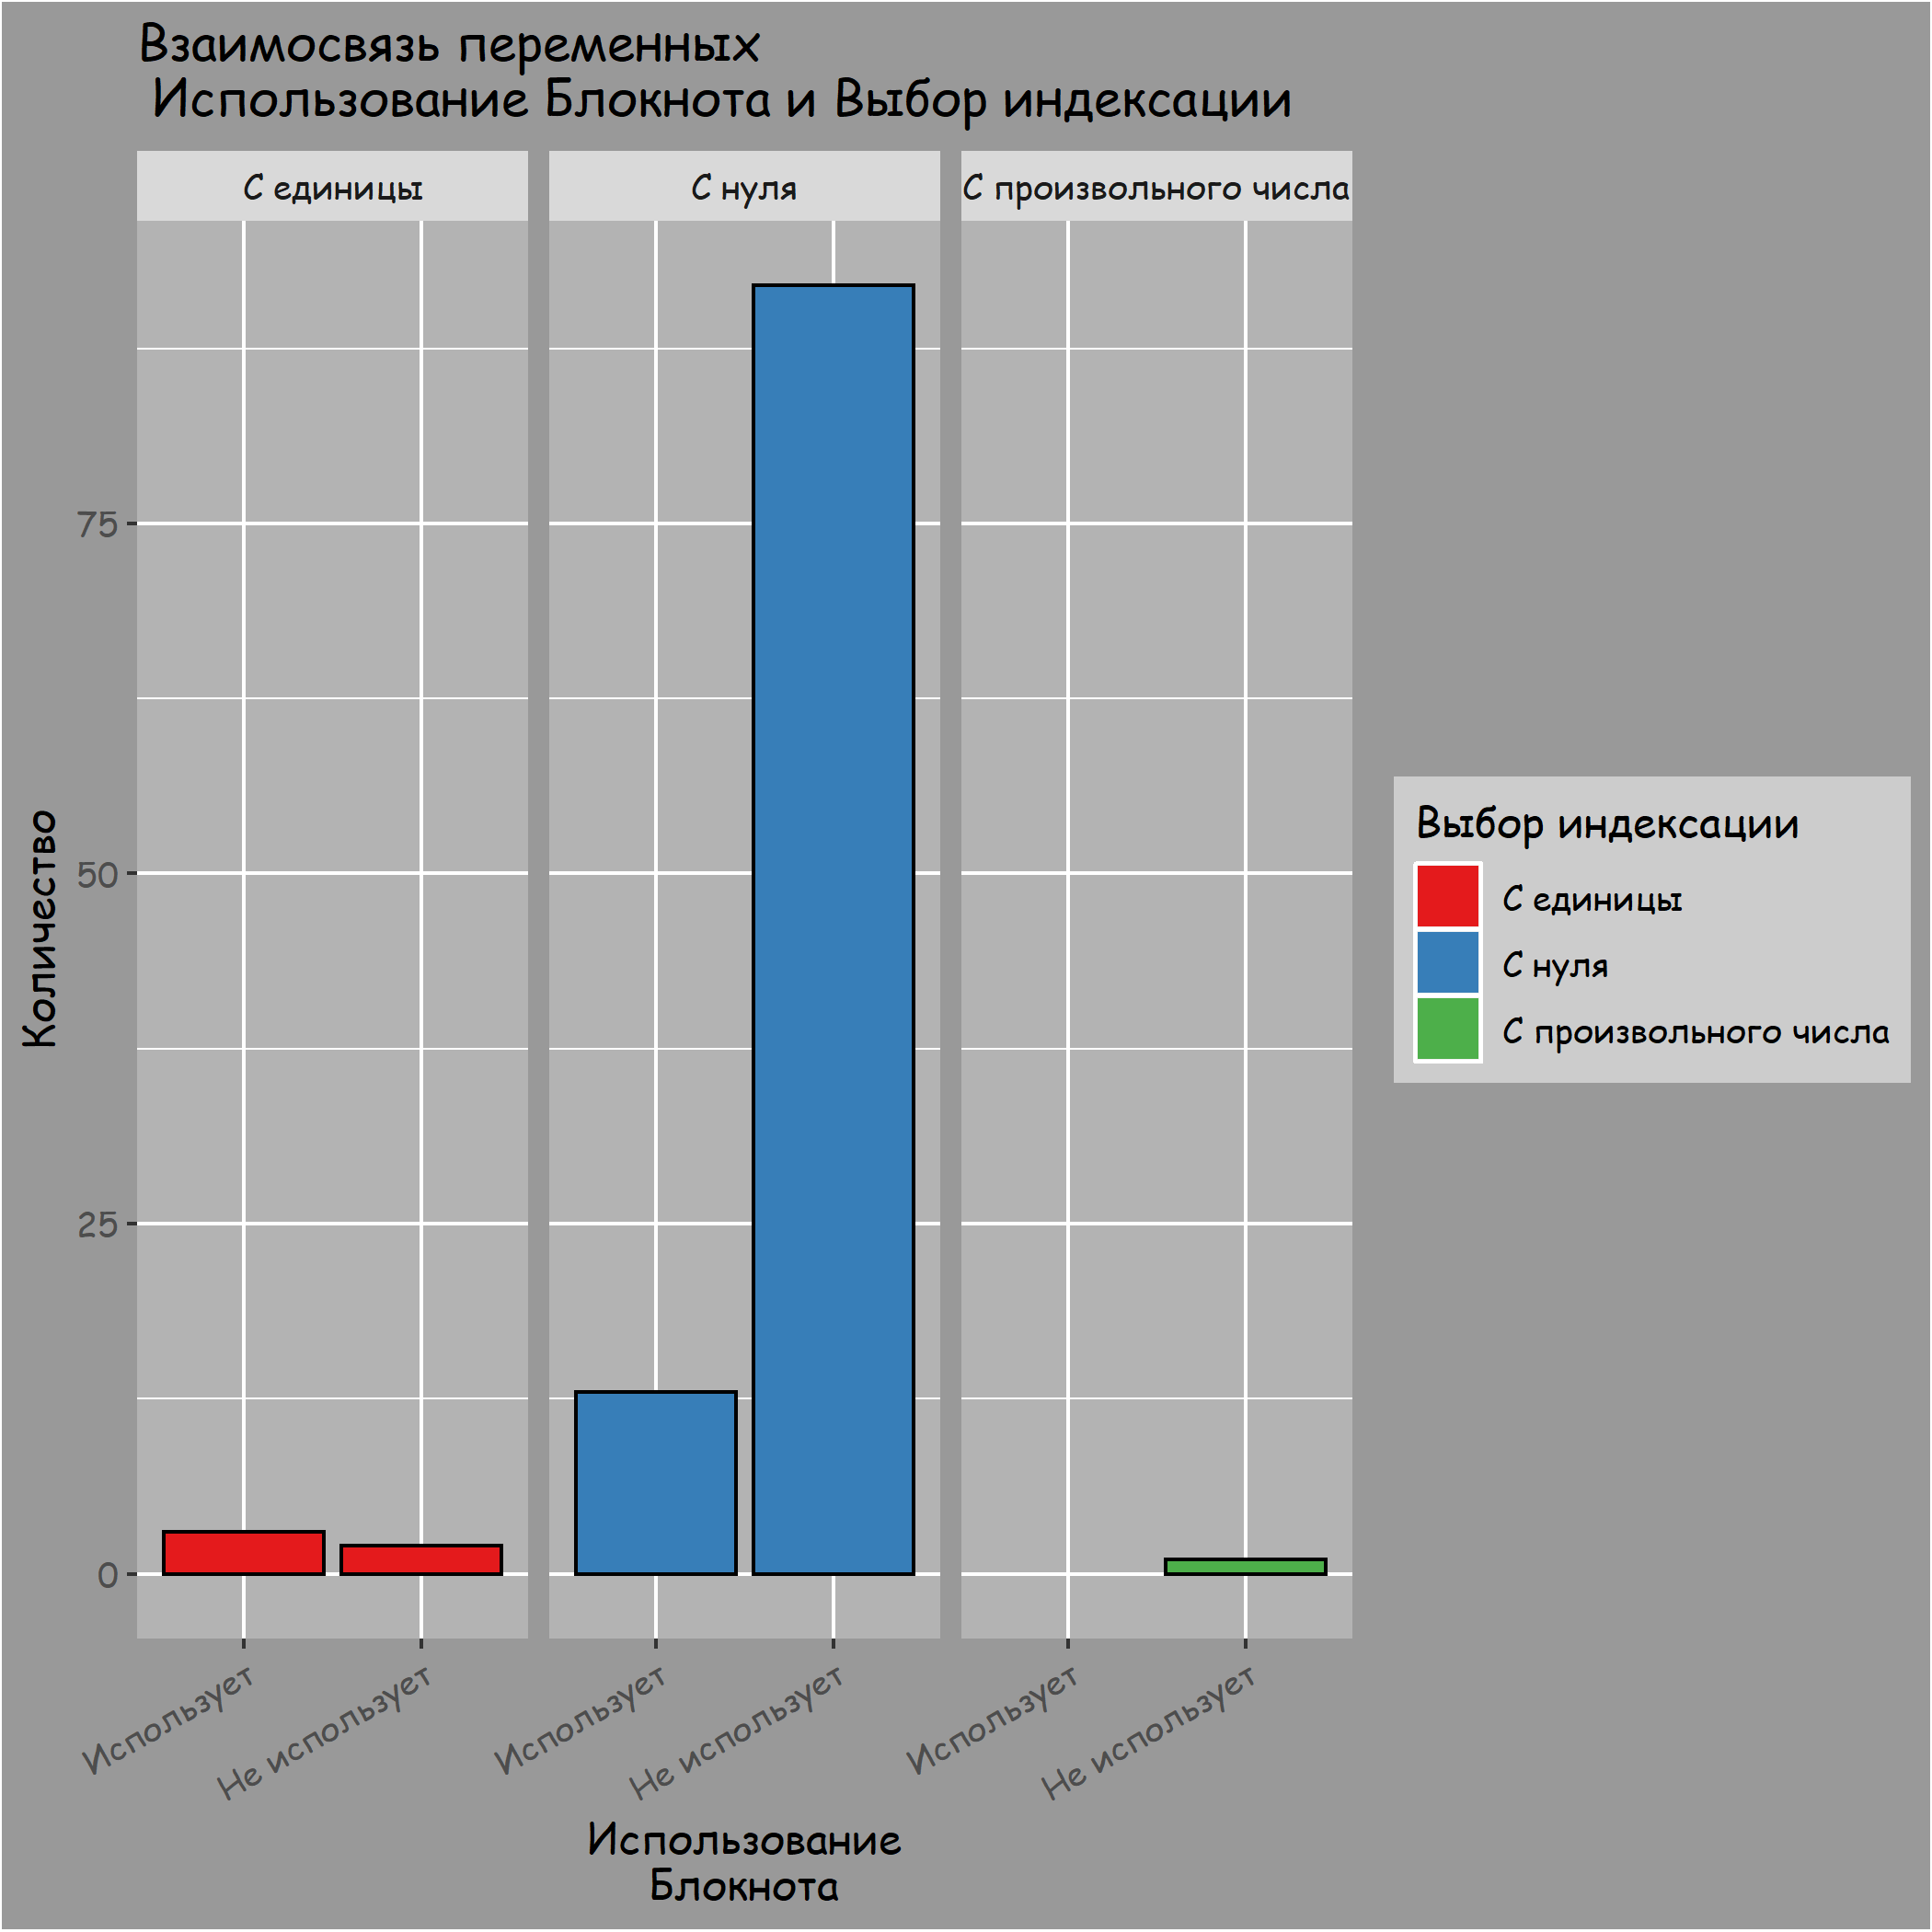 Взаимосвязь переменных
Использование Блокнота и Выбор индексации
С единицы
С нуля
С произвольного числа
Количество
75
50
25
0
Использует
Не использует
Использует
Не использует
Использует
Не использует
Использование
Блокнота
Выбор индексации
С единицы
С нуля
С произвольного числа